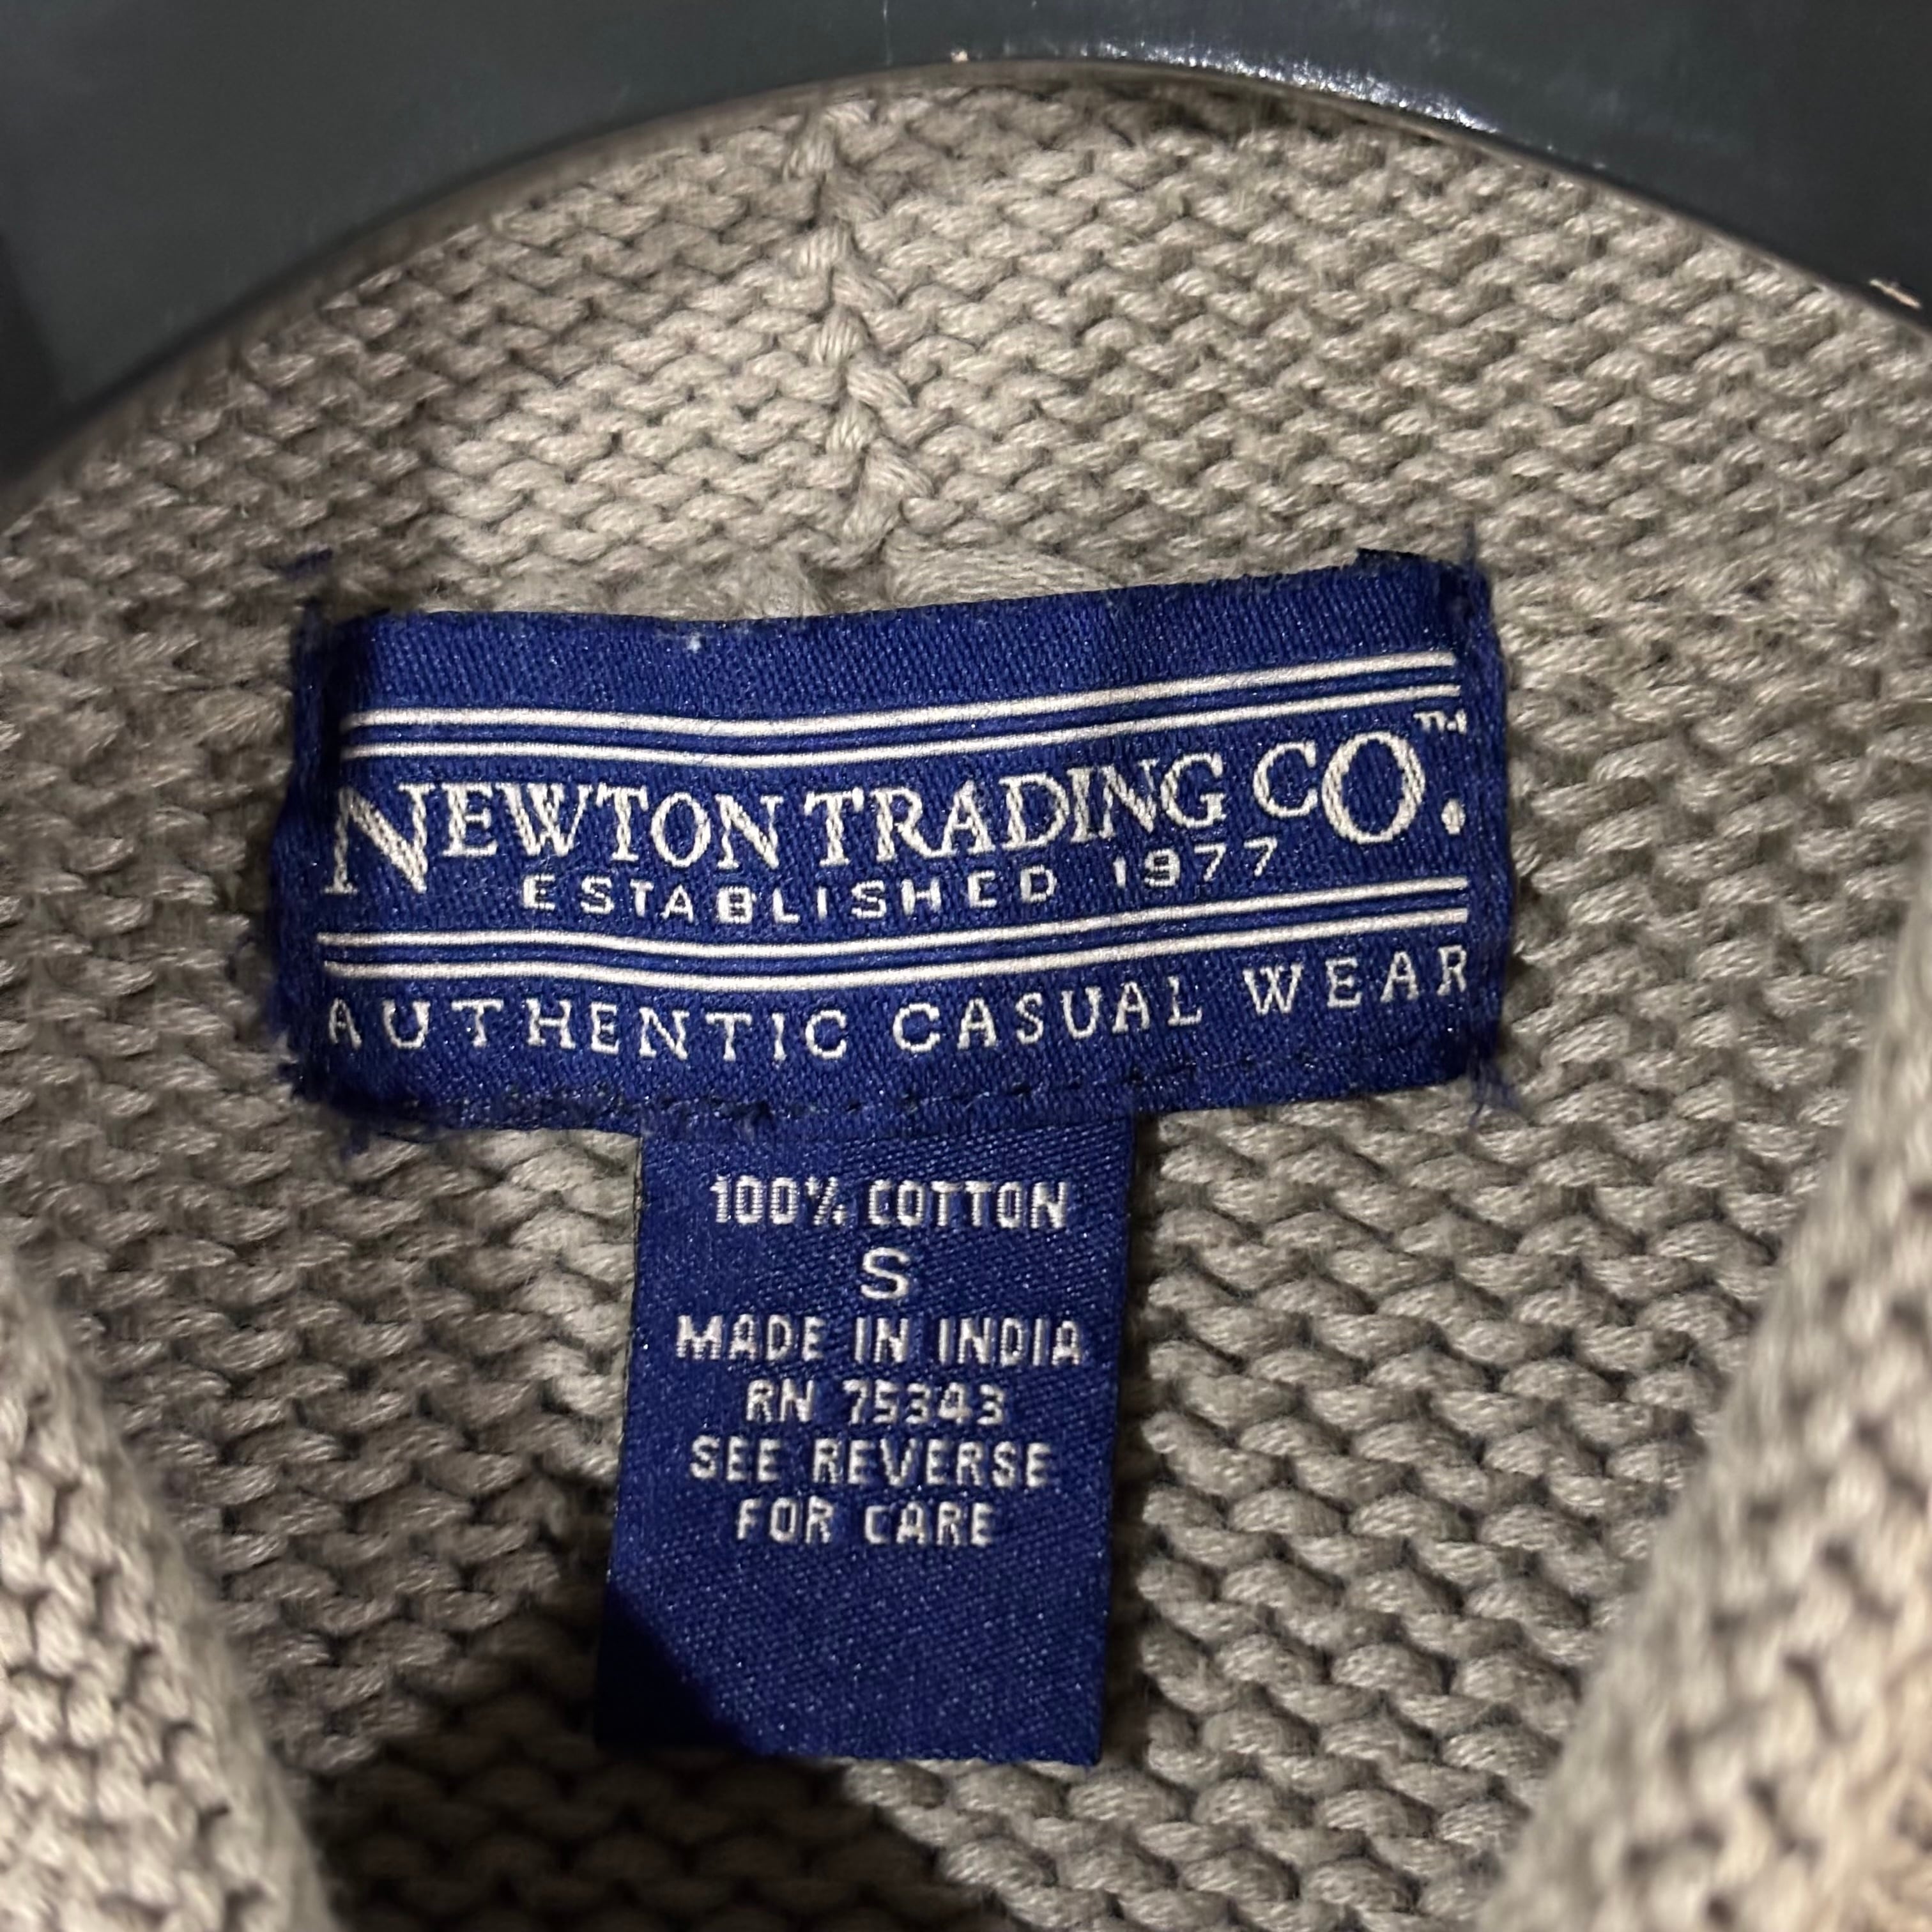 NEWTON TRADING CO.™
ESTABLISHED 1977
AUTHENTIC CASUAL WEAR
100% COTTON
S
MADE IN INDIA
RN 75343
SEE REVERSE
FOR CARE